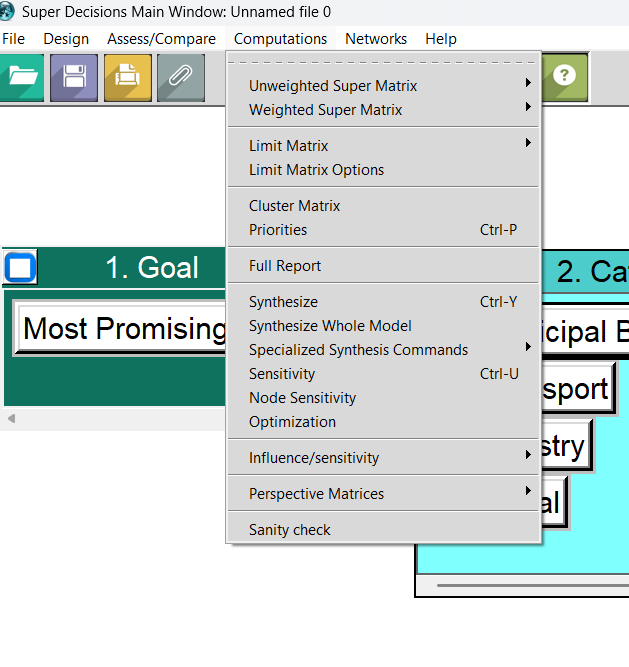 Super Decisions Main Window: Unnamed file 0
File Design Assess/Compare Computations Networks Help
?
Unweighted Super Matrix
Weighted Super Matrix
Limit Matrix
Limit Matrix Options
Cluster Matrix
Priorities Ctrl-P
Full Report
Synthesize Ctrl-Y
Synthesize Whole Model
Specialized Synthesis Commands
Sensitivity Ctrl-U
Node Sensitivity
Optimization
Influence/sensitivity
Perspective Matrices
Sanity check
1. Goal
Most Promising
2. Ca
icipal B
sport
stry
al